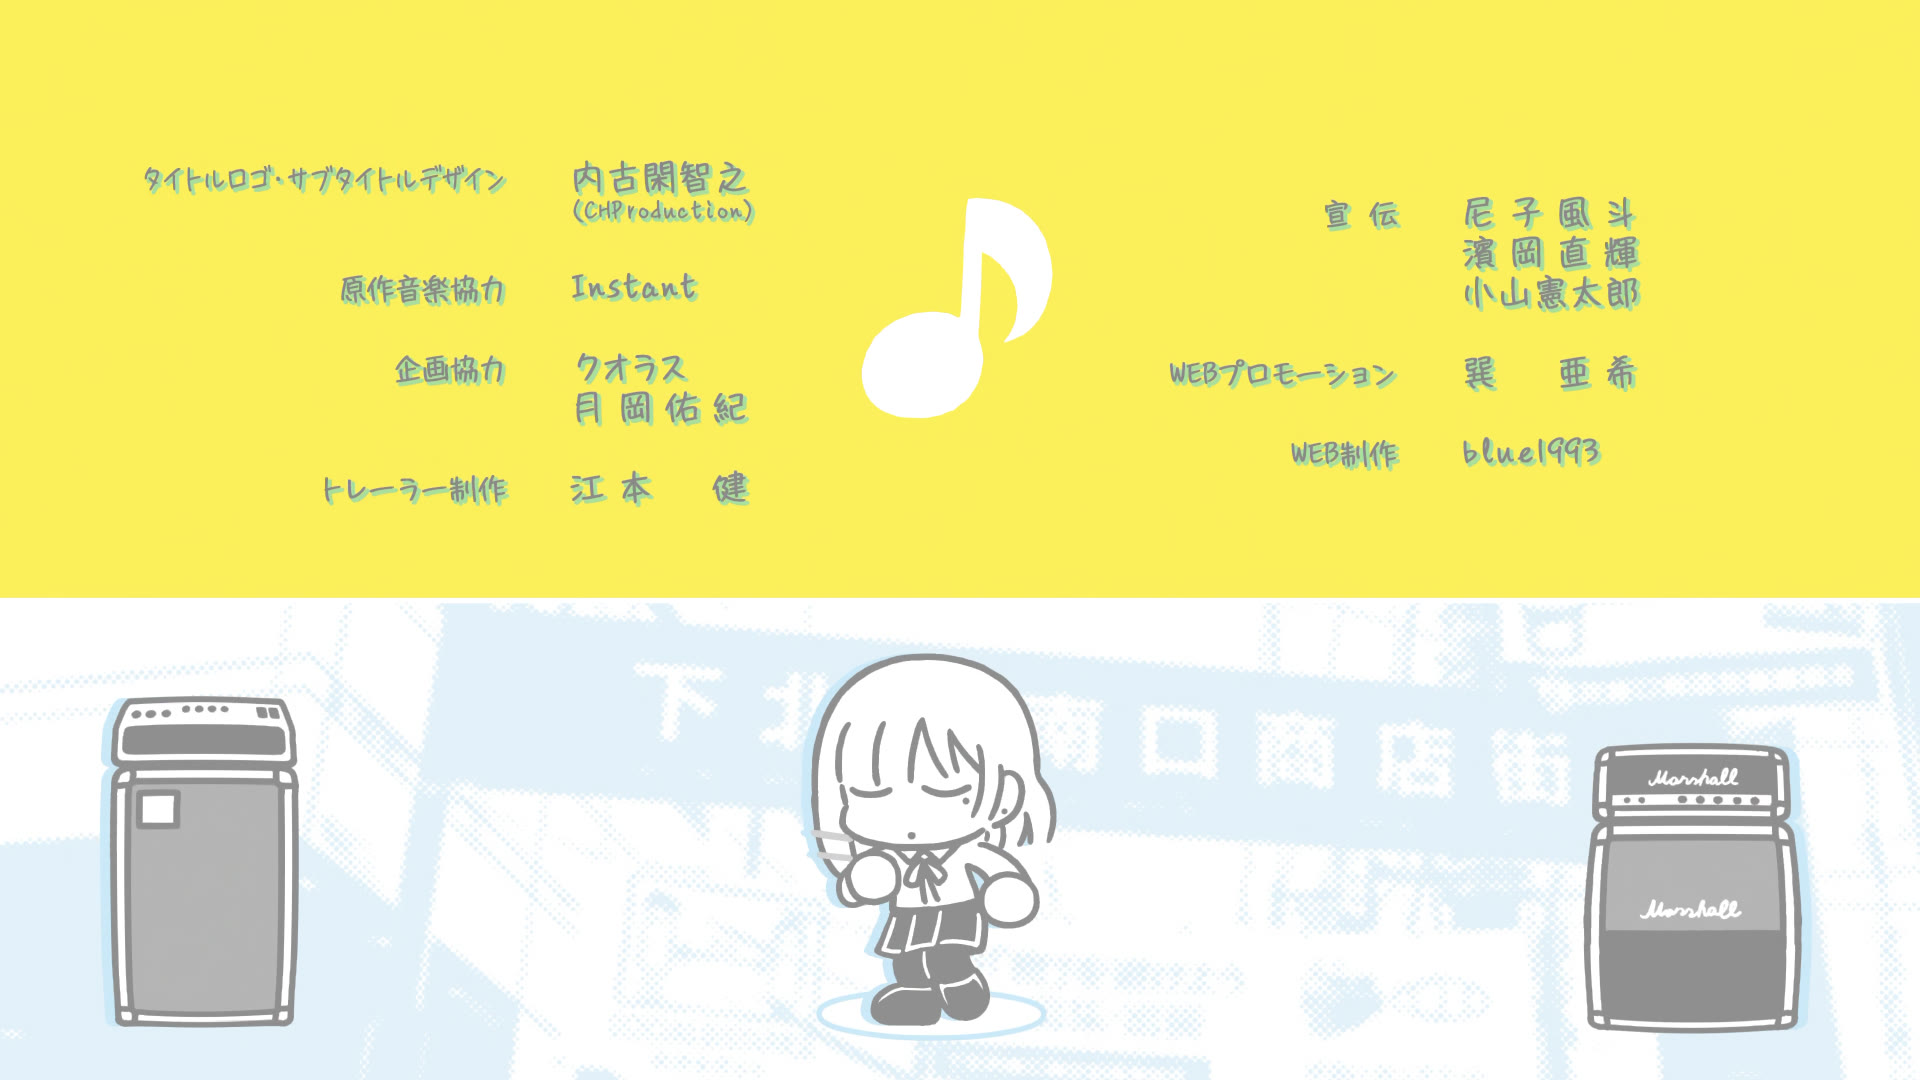 タイトルロゴ・サブタイトルデザイン 内古閑智之
(CHProduction)
原作音楽協力 Instant
企画協力 クオラス
月岡佑紀
トレーラー制作 江本 健
宣伝 尼子風斗
濱岡直輝
小山憲太郎
WEBプロモーション 巽 亜希
WEB制作 blue1993
下北 南口商店街
Marshall
Marshall